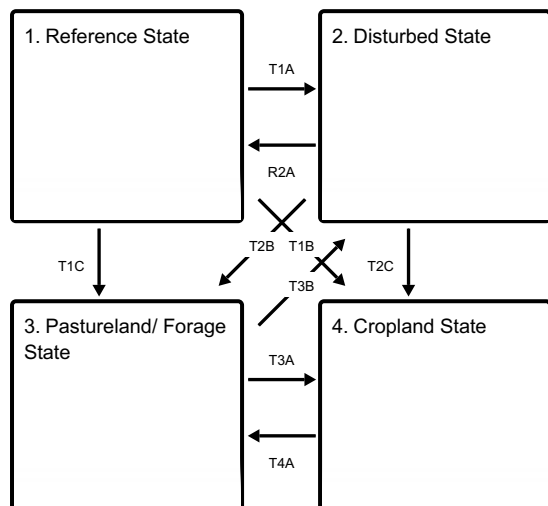 1. Reference State
2. Disturbed State
T1A
R2A
T2B
T1B
T1C
T2C
T3B
3. Pastureland/ Forage
State
4. Cropland State
T3A
T4A